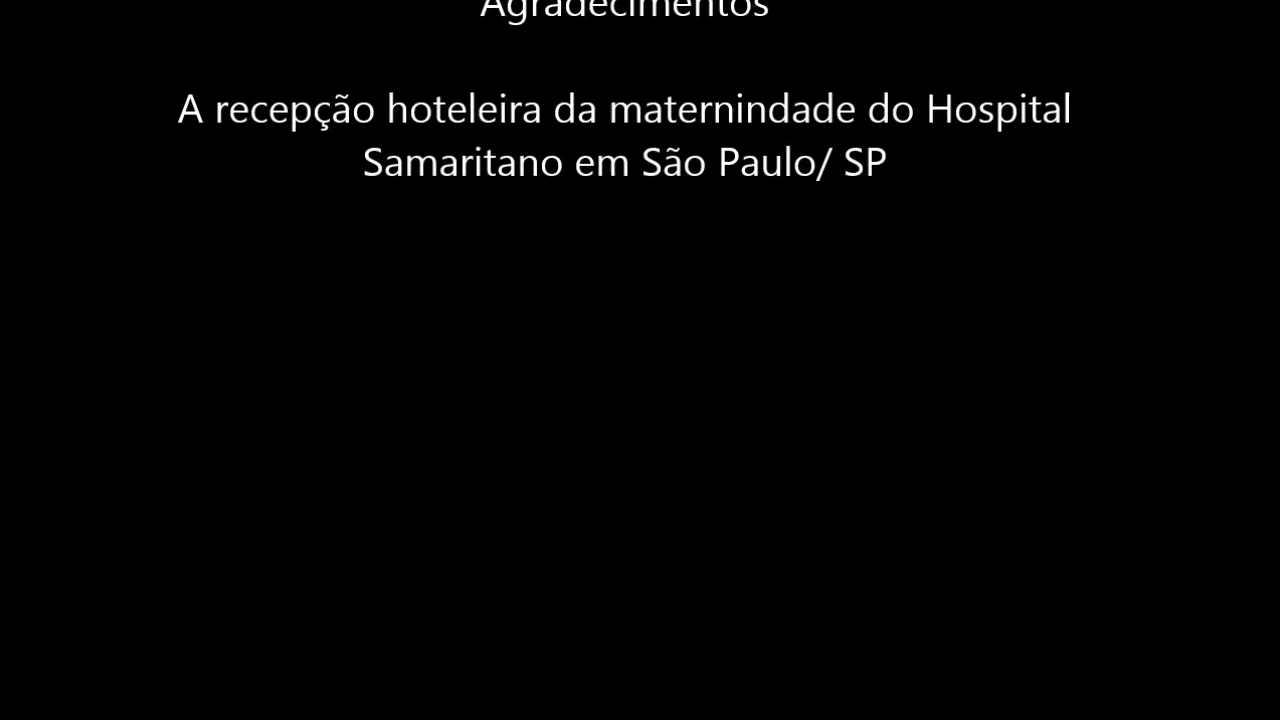 Agradecimentos
A recepção hoteleira da maternindade do Hospital
Samaritano em São Paulo/ SP